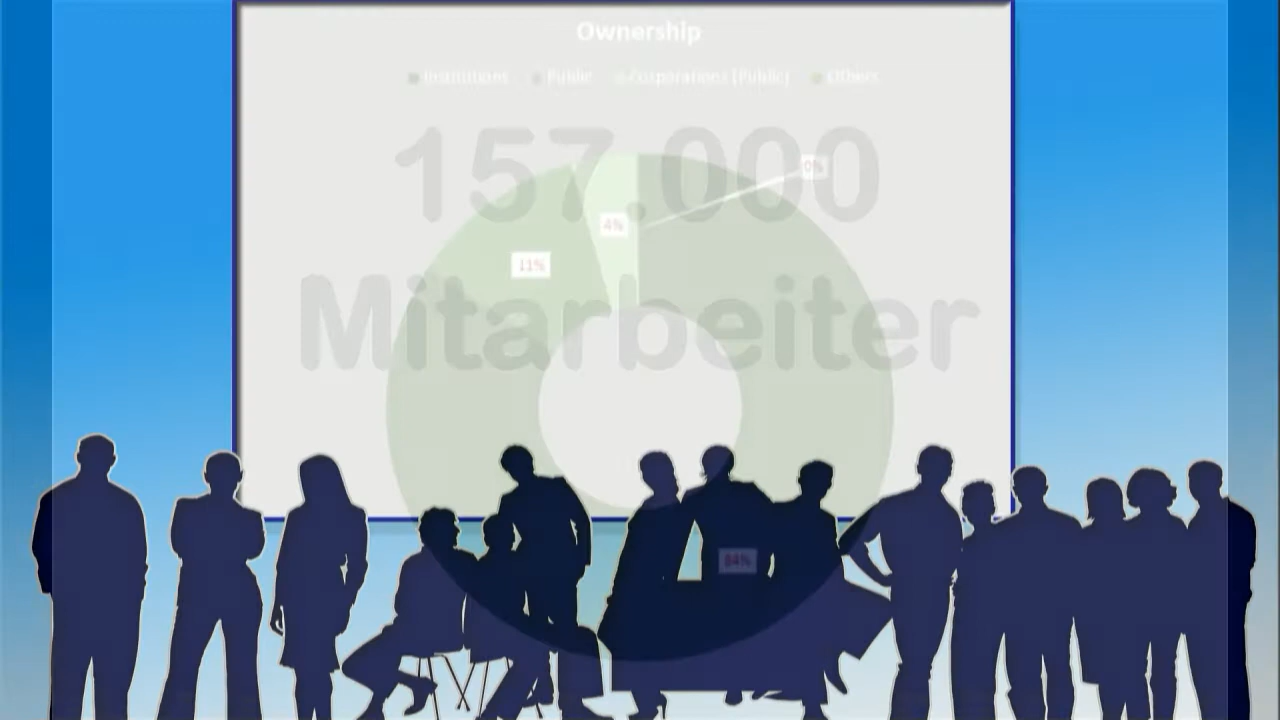 Ownership
Institutions Public Corporations (Public) Others
157.000
0%
4%
11%
Mitarbeiter
84%